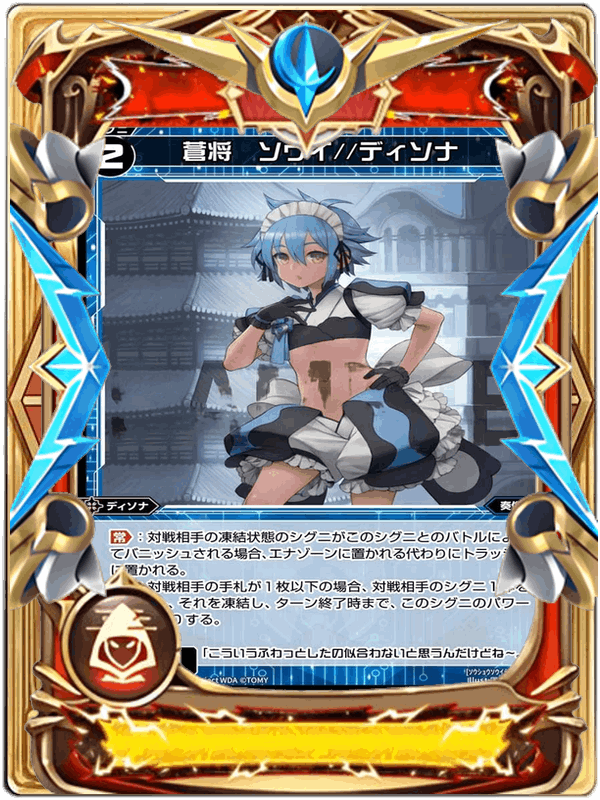 2
蒼将 ソウイ//ディソナ
ディソナ
常：対戦相手の凍結状態のシグニがこのシグニとのバトルによ
てバニッシュされる場合、エナゾーンに置かれる代わりにトラッ
に置かれる。
対戦相手の手札が１枚以下の場合、対戦相手のシグニ１
、それを凍結し、ターン終了時まで、このシグニのパワー
りする。
「こういうふわっとしたの似合わないと思うんだけどね～。
ject WDA ©TOMY